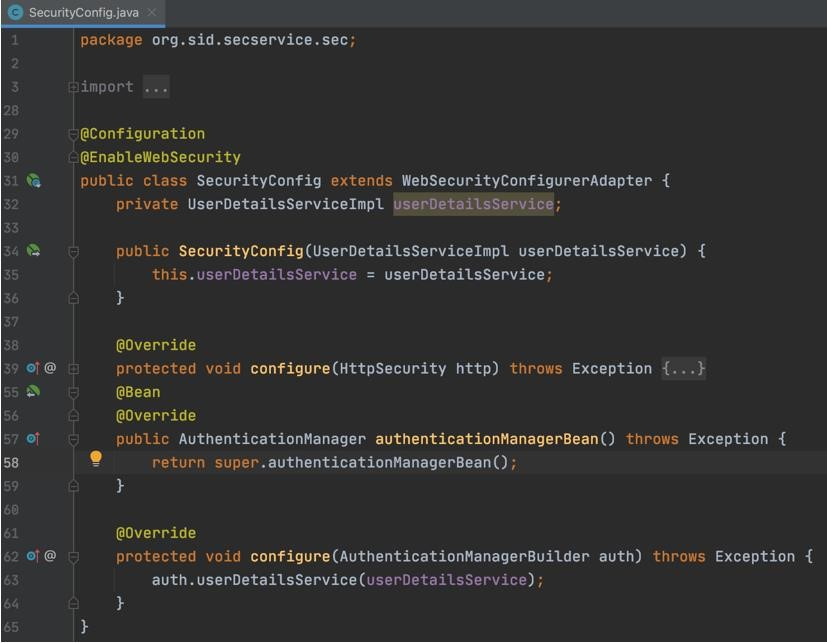 SecurityConfig.java
1 package org.sid.secservice.sec;
2
3 import ...
28
29 @Configuration
30 @EnableWebSecurity
31 public class SecurityConfig extends WebSecurityConfigurerAdapter {
32 private UserDetailsServiceImpl userDetailsService;
33
34 public SecurityConfig(UserDetailsServiceImpl userDetailsService) {
35 this.userDetailsService = userDetailsService;
36 }
37
38 @Override
39 @ protected void configure(HttpSecurity http) throws Exception {...}
55 @Bean
56 @Override
57 public AuthenticationManager authenticationManagerBean() throws Exception {
58 return super.authenticationManagerBean();
59 }
60
61 @Override
62 @ protected void configure(AuthenticationManagerBuilder auth) throws Exception {
63 auth.userDetailsService(userDetailsService);
64 }
65 }